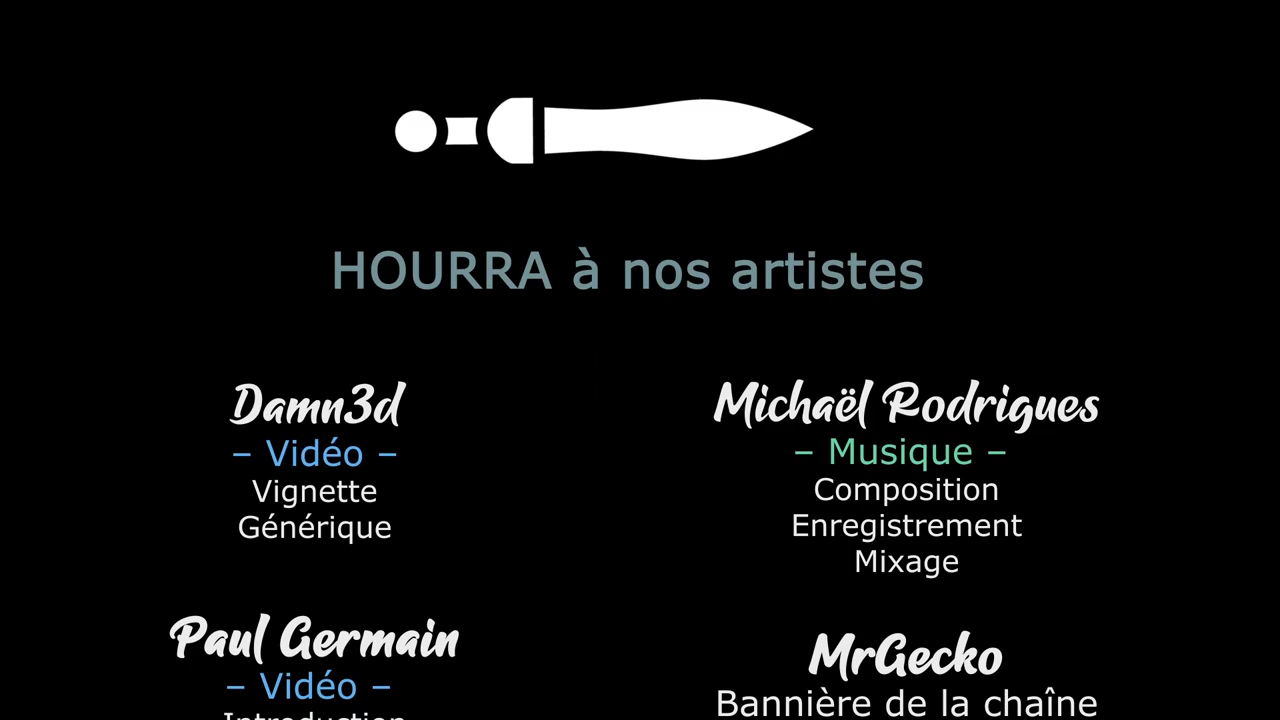 HOURRA à nos artistes
Damn3d
– Vidéo –
Vignette
Générique
Michaël Rodrigues
– Musique –
Composition
Enregistrement
Mixage
Paul Germain
– Vidéo –
Introduction
MrGecko
Bannière de la chaîne